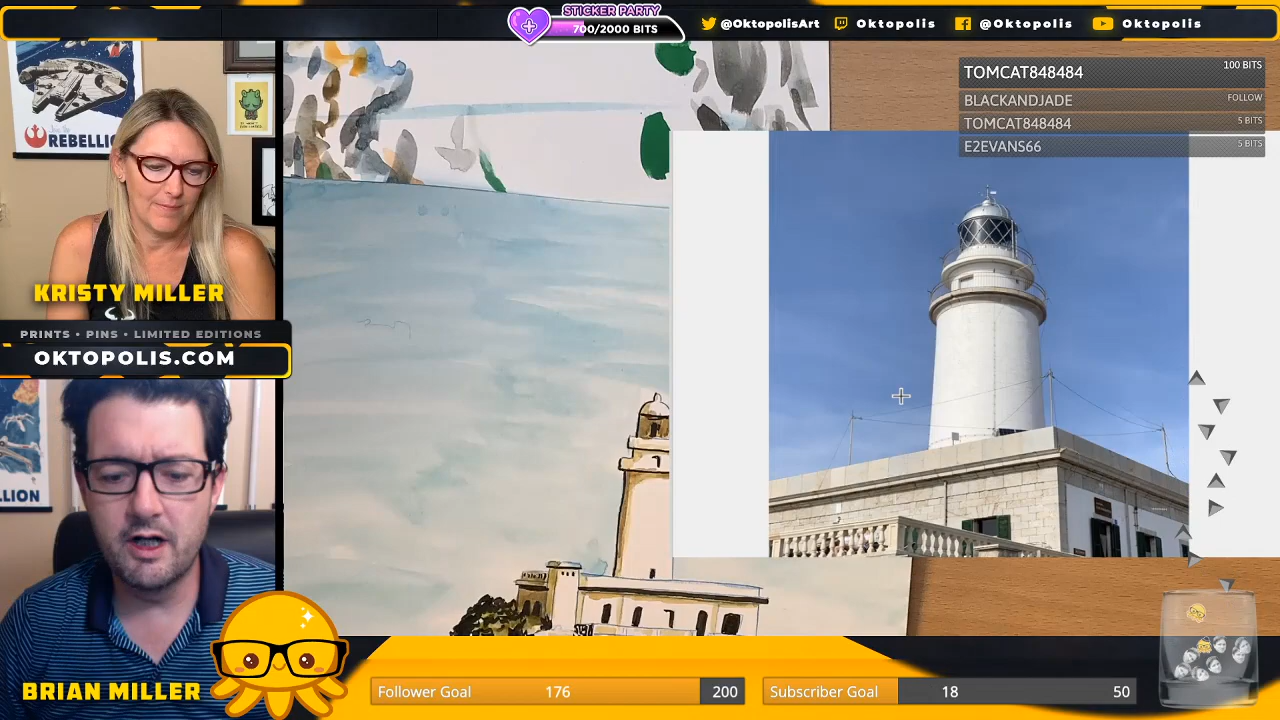 STICKER PARTY
700/2000 BITS
@OktopolisArt
Oktopolis
@Oktopolis
Oktopolis
TOMCAT848484 100 BITS
BLACKANDJADE FOLLOW
TOMCAT848484 5 BITS
E2EVANS66 5 BITS
REBELLIO
KRISTY MILLER
PRINTS • PINS • LIMITED EDITIONS
OKTOPOLIS.COM
LLION
BRIAN MILLER
Follower Goal 176 200
Subscriber Goal 18 50